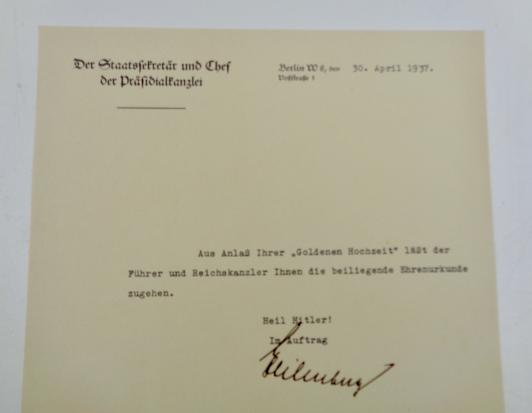 Der Staatssekretär und Chef
der Präsidialkanzlei
Berlin W 8, den 30. April 1937.
Voßstraße 1
Aus Anlaß Ihrer „Goldenen Hochzeit" läßt der
Führer und Reichskanzler Ihnen die beiliegende Ehrenurkunde
zugehen.
Heil Hitler!
Im Auftrag